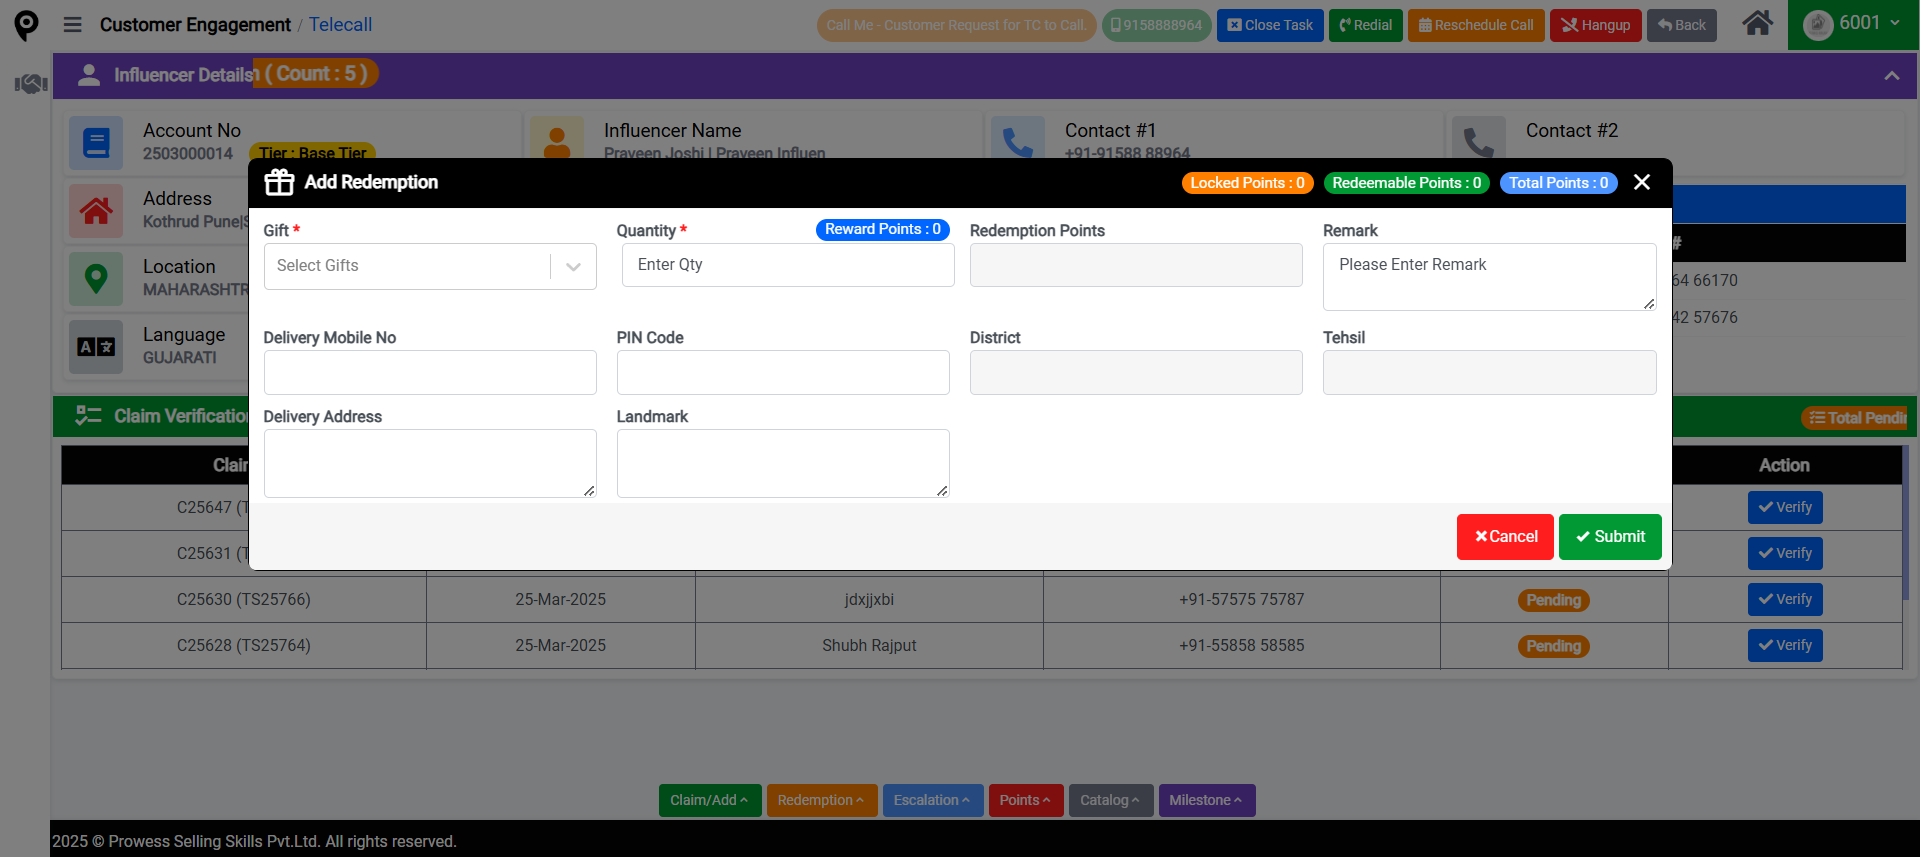 Customer Engagement / Telecall
Call Me - Customer Request for TC to Call.
9158888964
Close Task
Redial
Reschedule Call
Hangup
Back
6001
Influencer Details
( Count : 5 )
Account No
2503000014
Tier : Base Tier
Influencer Name
Praveen Joshi | Praveen Influen
Contact #1
+91-91588 88964
Contact #2
Address
Kothrud Pune|S
Location
MAHARASHTR
Language
GUJARATI
#
64 66170
42 57676
Add Redemption
Locked Points : 0
Redeemable Points : 0
Total Points : 0
Gift *
Select Gifts
Quantity *
Reward Points : 0
Enter Qty
Redemption Points
Remark
Please Enter Remark
Delivery Mobile No
PIN Code
District
Tehsil
Delivery Address
Landmark
Cancel
Submit
Claim Verification
Total Pendin
Clai
Action
C25647 (T
Verify
C25631 (T
Verify
C25630 (TS25766) 25-Mar-2025 jdxjjxbi +91-57575 75787 Pending Verify
C25628 (TS25764) 25-Mar-2025 Shubh Rajput +91-55858 58585 Pending Verify
Claim/Add
Redemption
Escalation
Points
Catalog
Milestone
2025 © Prowess Selling Skills Pvt.Ltd. All rights reserved.